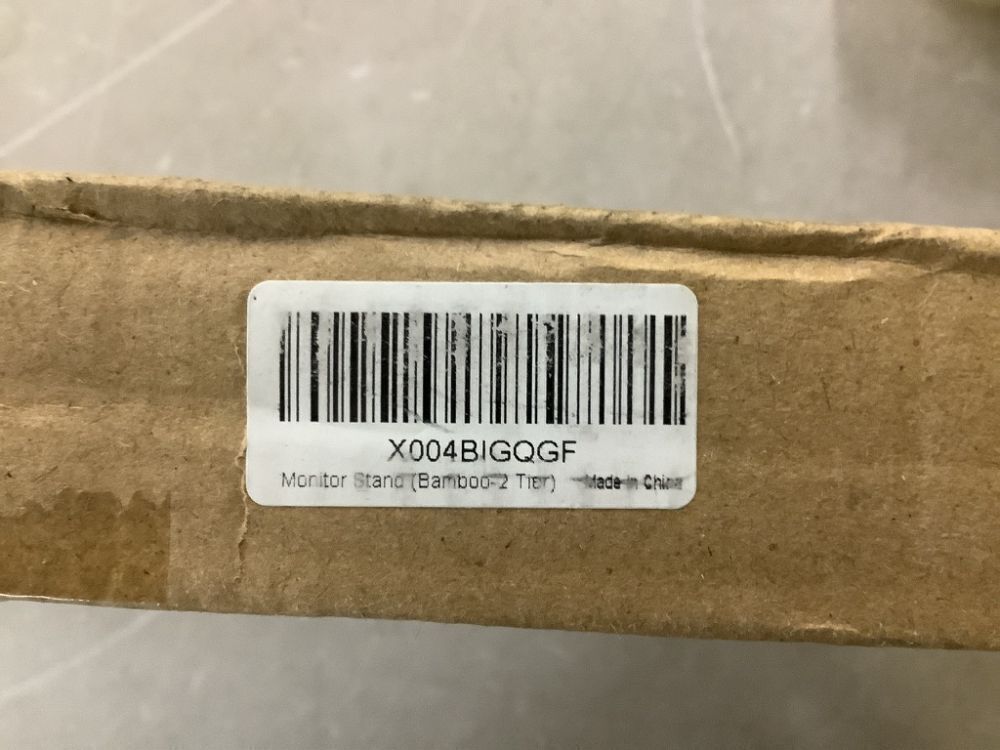 X004BIGQGF
Monitor Stand (Bamboo-2 Tier) Made in China